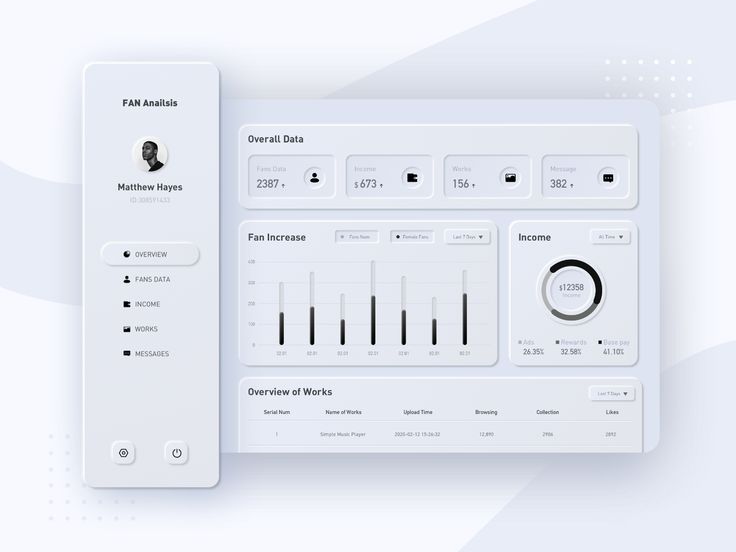 FAN Anailsis
Matthew Hayes
ID:308591433
OVERVIEW
FANS DATA
INCOME
WORKS
MESSAGES
Overall Data
Fans Data
2387
Income
$673
Works
156
Message
382
Fan Increase
Fans Num
Female Fans
Last 7 Days
400
300
200
100
0
02.01 02.01 02.01 02.01 02.01 02.01 02.01
Income
All Time
$12358
Income
Ads Rewards Base pay
26.35% 32.58% 41.10%
Overview of Works
Last 7 Days
Serial Num Name of Works Upload Time Browsing Collection Likes
1 Simple Music Player 2020-02-12 15:26:32 12,890 2906 2892